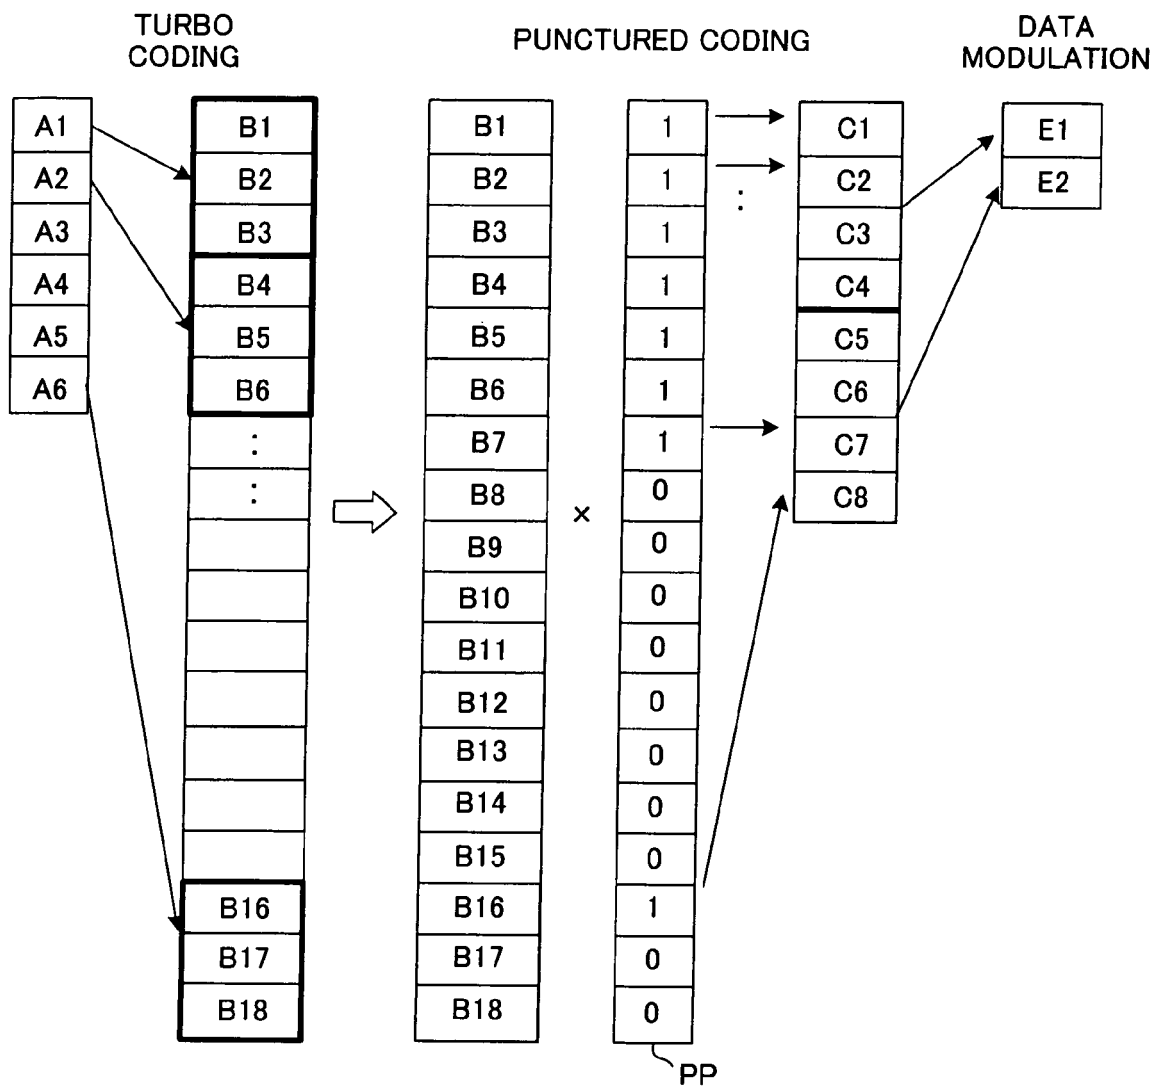 TURBO
CODING
PUNCTURED CODING
DATA
MODULATION
A1
A2
A3
A4
A5
A6
B1
B2
B3
B4
B5
B6
:
:
B16
B17
B18
B1
B2
B3
B4
B5
B6
B7
B8
B9
B10
B11
B12
B13
B14
B15
B16
B17
B18
×
1
1
1
1
1
1
1
0
0
0
0
0
0
0
0
1
0
0
PP
:
C1
C2
C3
C4
C5
C6
C7
C8
E1
E2